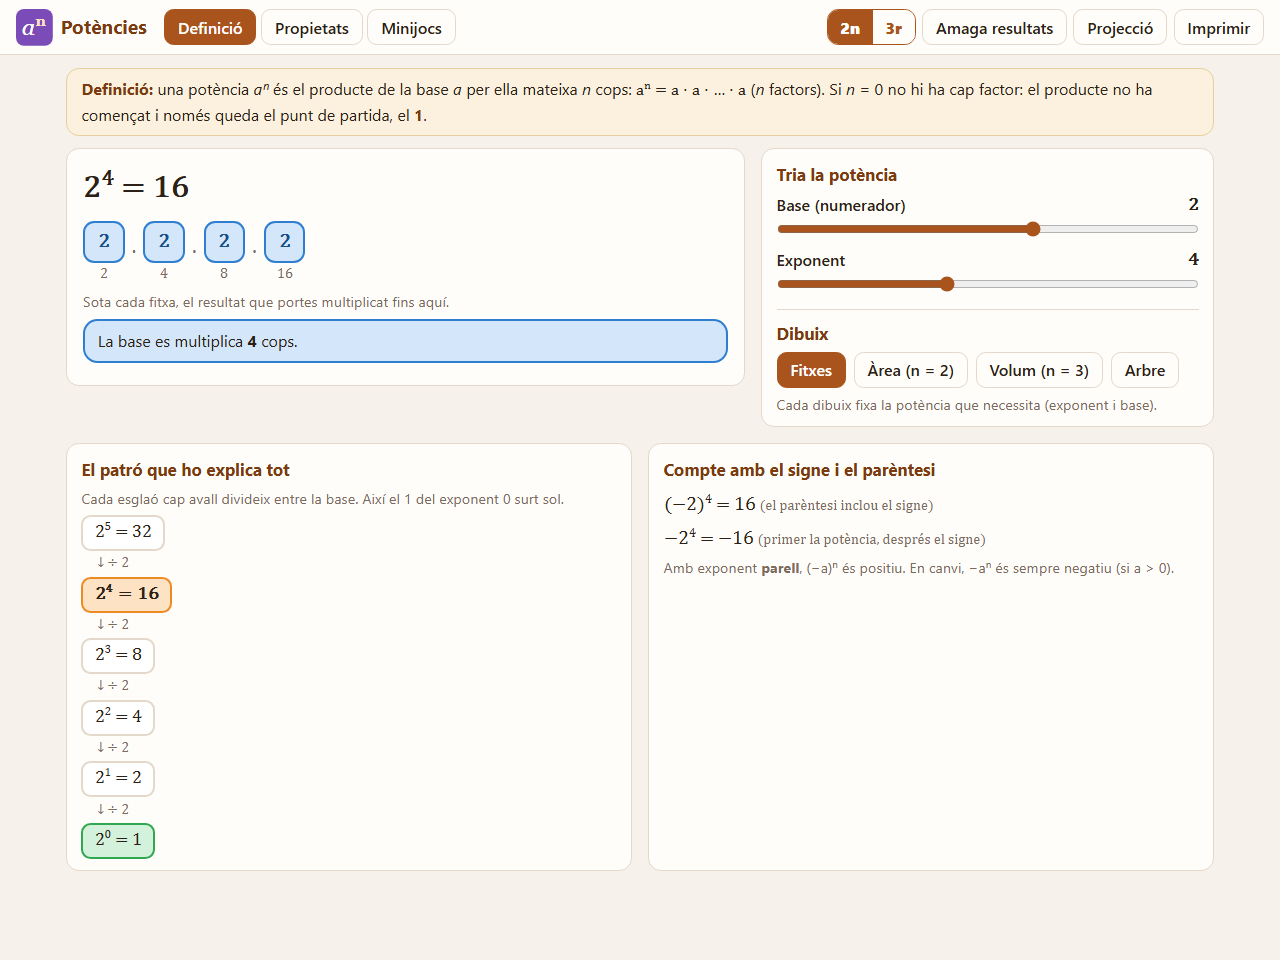 aⁿ Potències Definició Propietats Minijocs 2n 3r Amaga resultats Projecció Imprimir
Definició: una potència aⁿ és el producte de la base a per ella mateixa n cops: aⁿ = a · a · … · a (n factors). Si n = 0 no hi ha cap factor: el producte no ha
començat i només queda el punt de partida, el 1.
2⁴ = 16
2 · 2 · 2 · 2
2 4 8 16
Sota cada fitxa, el resultat que portes multiplicat fins aquí.
La base es multiplica 4 cops.
Tria la potència
Base (numerador) 2
Exponent 4
Dibuix
Fitxes Àrea (n = 2) Volum (n = 3) Arbre
Cada dibuix fixa la potència que necessita (exponent i base).
El patró que ho explica tot
Cada esglaó cap avall divideix entre la base. Així el 1 del exponent 0 surt sol.
2⁵ = 32
↓ ÷ 2
2⁴ = 16
↓ ÷ 2
2³ = 8
↓ ÷ 2
2² = 4
↓ ÷ 2
2¹ = 2
↓ ÷ 2
2⁰ = 1
Compte amb el signe i el parèntesi
(−2)⁴ = 16 (el parèntesi inclou el signe)
−2⁴ = −16 (primer la potència, després el signe)
Amb exponent parell, (−a)ⁿ és positiu. En canvi, −aⁿ és sempre negatiu (si a > 0).